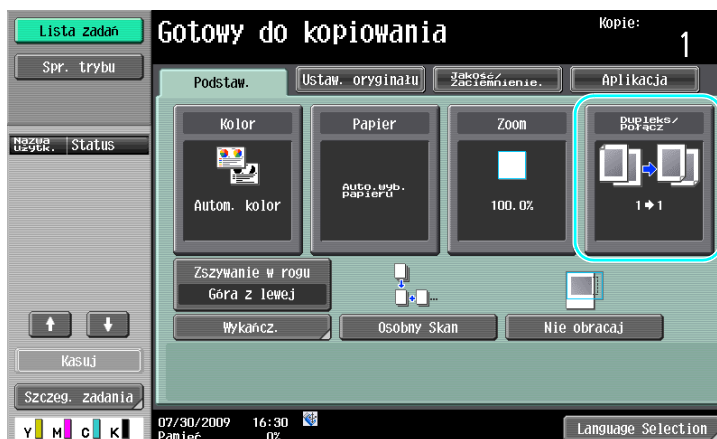 Lista zadań
Spr. trybu
Nazwa użytk.
Status
Kasuj
Szczeg. zadania
Y M C K
Gotowy do kopiowania
Kopie:
1
Podstaw.
Ustaw. oryginału
Jakość/
Zaciemnienie.
Aplikacja
Kolor
Autom. kolor
Papier
Auto.wyb.
papieru
Zoom
100.0%
Dupleks/
Połącz
1➧1
Zszywanie w rogu
Góra z lewej
Wykańcz.
Osobny Skan
Nie obracaj
07/30/2009 16:30
Pamięć 0%
Language Selection